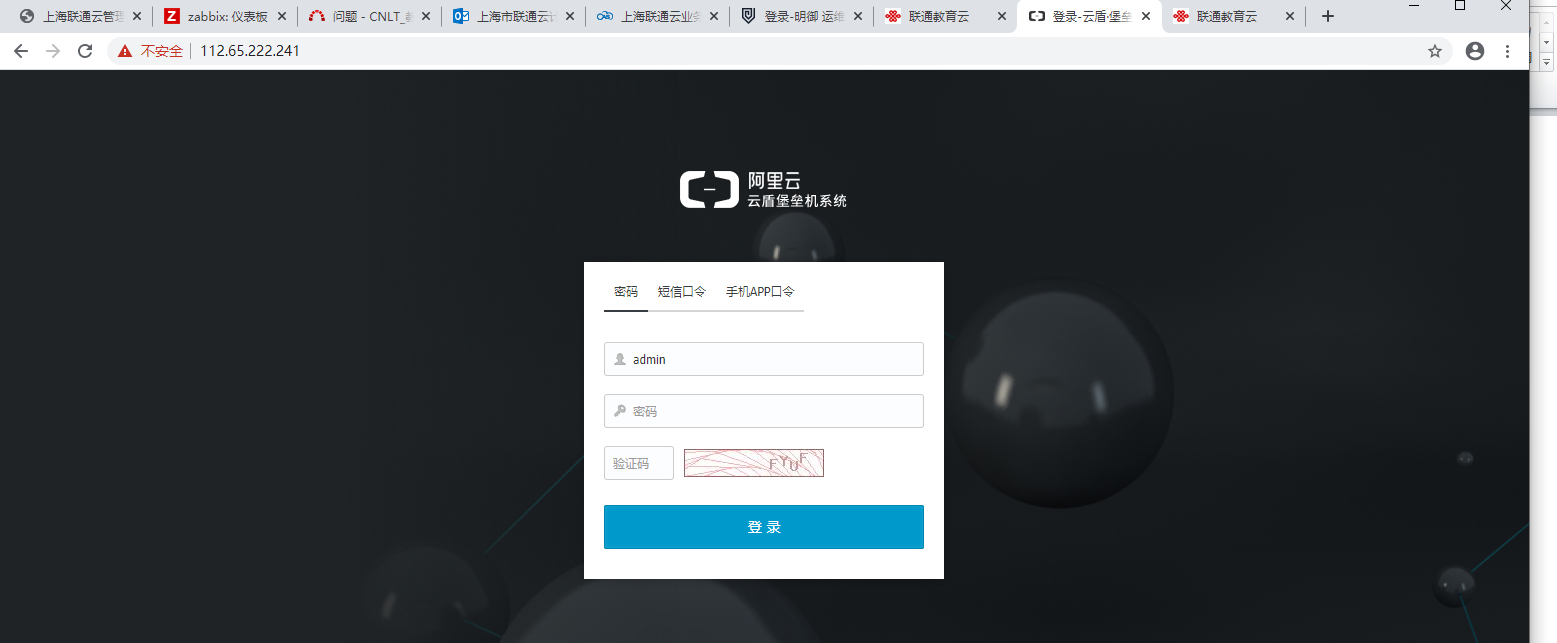 上海联通云管理
zabbix: 仪表板
问题 - CNLT_
上海市联通云
上海联通云业务
登录-明御 运维
联通教育云
登录-云盾·堡垒
联通教育云
不安全
112.65.222.241
阿里云
云盾堡垒机系统
密码 短信口令 手机APP口令
admin
密码
验证码
FYUF
登 录